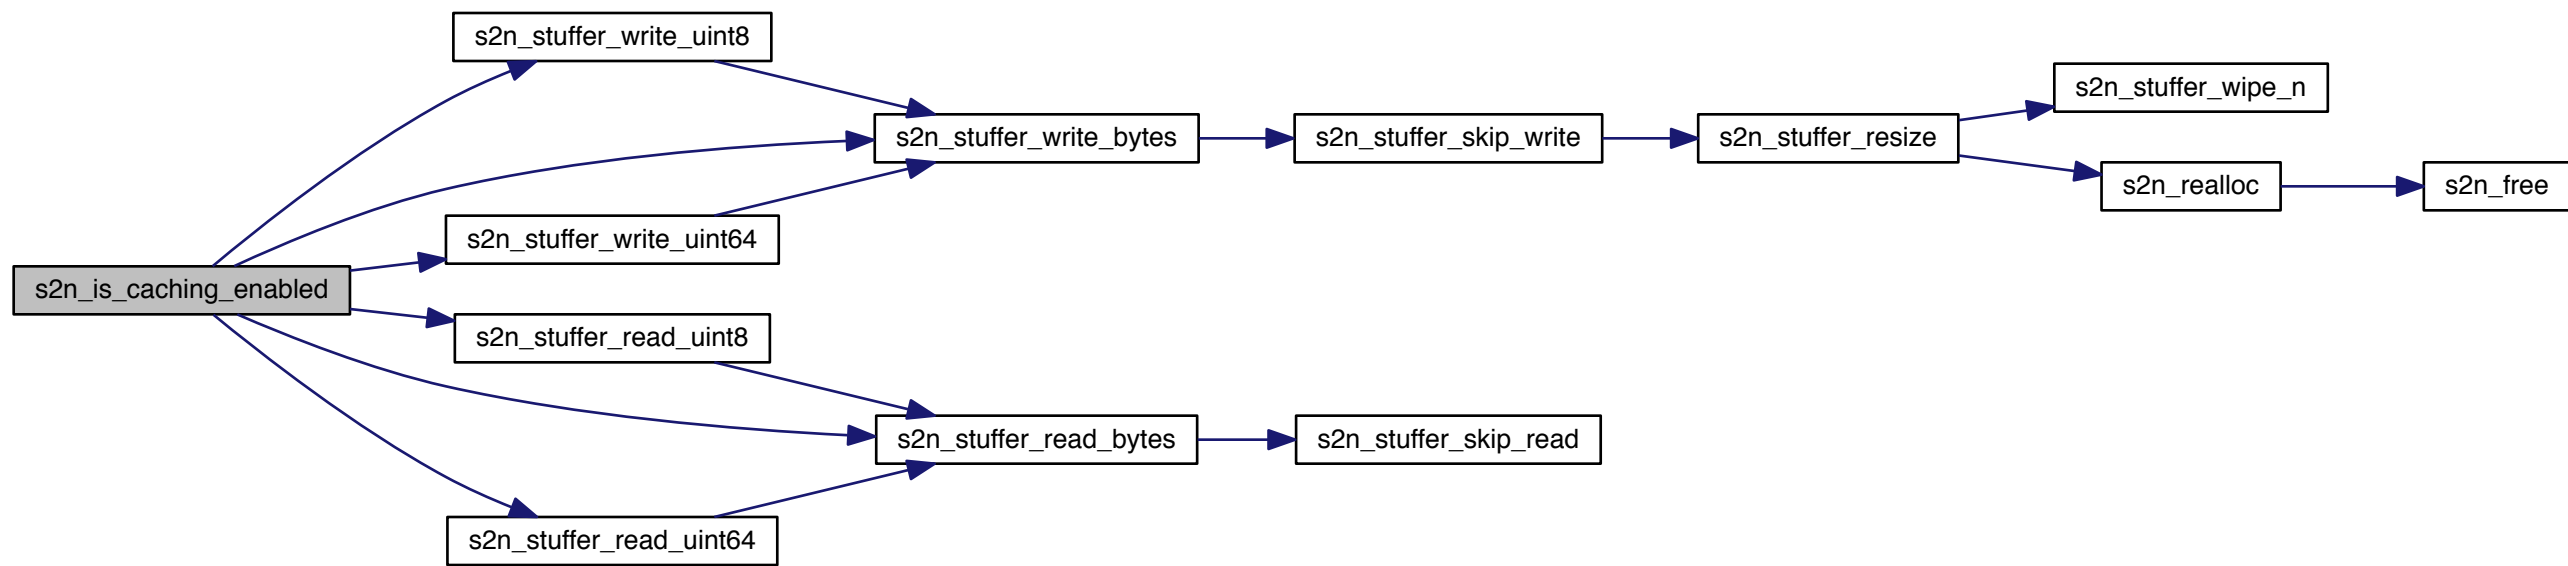 s2n_stuffer_write_uint8
s2n_stuffer_wipe_n
s2n_stuffer_write_bytes
s2n_stuffer_skip_write
s2n_stuffer_resize
s2n_realloc
s2n_free
s2n_stuffer_write_uint64
s2n_is_caching_enabled
s2n_stuffer_read_uint8
s2n_stuffer_read_bytes
s2n_stuffer_skip_read
s2n_stuffer_read_uint64